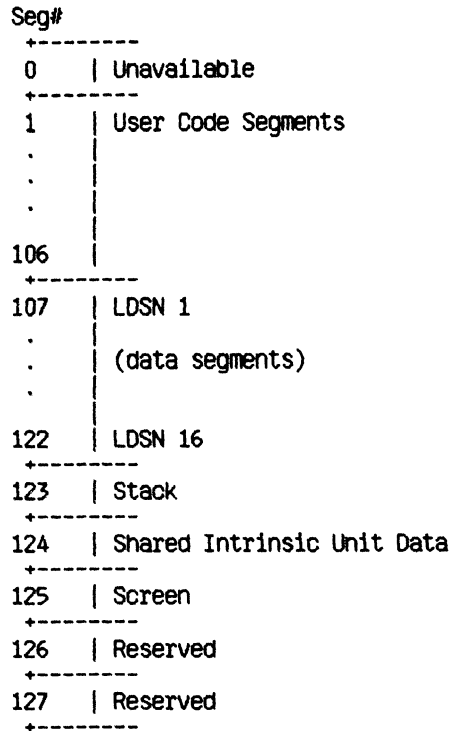 Seg#
+---------
0 | Unavailable
+---------
1 | User Code Segments
. |
. |
. |
106 |
+---------
107 | LDSN 1
. |
. | (data segments)
. |
122 | LDSN 16
+---------
123 | Stack
+---------
124 | Shared Intrinsic Unit Data
+---------
125 | Screen
+---------
126 | Reserved
+---------
127 | Reserved
+---------